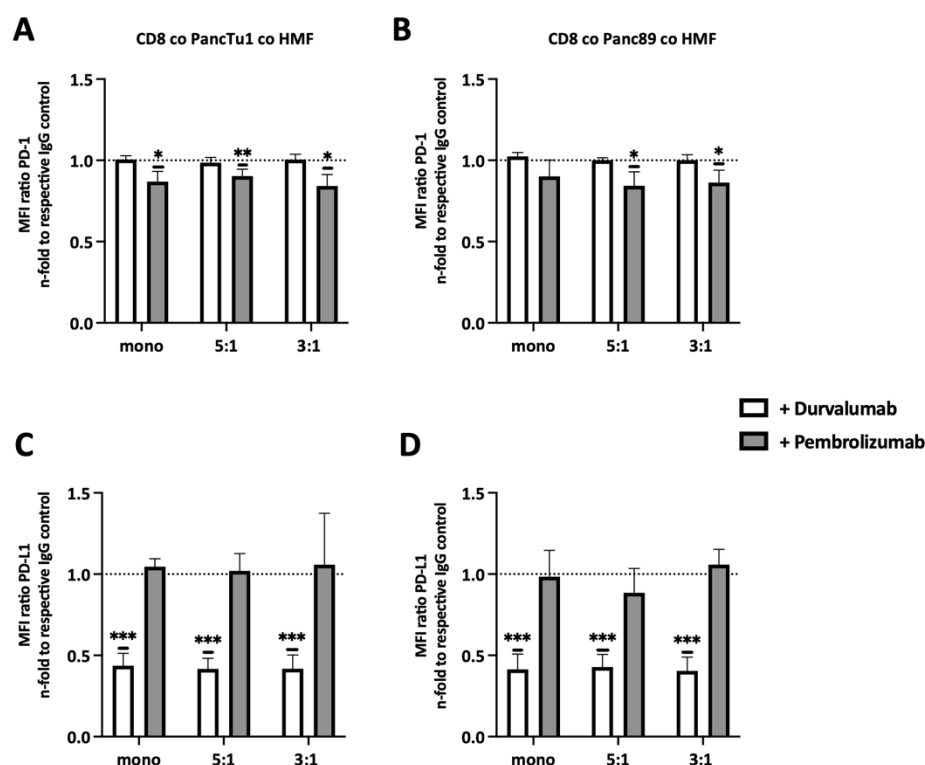 A
CD8 co PancTu1 co HMF
MFI ratio PD-1
n-fold to respective IgG control
1.5
1.0
0.5
0.0
*
**
*
mono 5:1 3:1
B
CD8 co Panc89 co HMF
MFI ratio PD-1
n-fold to respective IgG control
1.5
1.0
0.5
0.0
*
*
mono 5:1 3:1
+ Durvalumab
+ Pembrolizumab
C
MFI ratio PD-L1
n-fold to respective IgG control
1.5
1.0
0.5
0.0
***
***
***
mono 5:1 3:1
D
MFI ratio PD-L1
n-fold to respective IgG control
1.5
1.0
0.5
0.0
***
***
***
mono 5:1 3:1